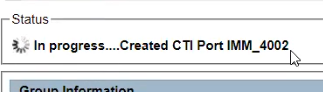 Status
In progress....Created CTI Port IMM_4002
Group Information